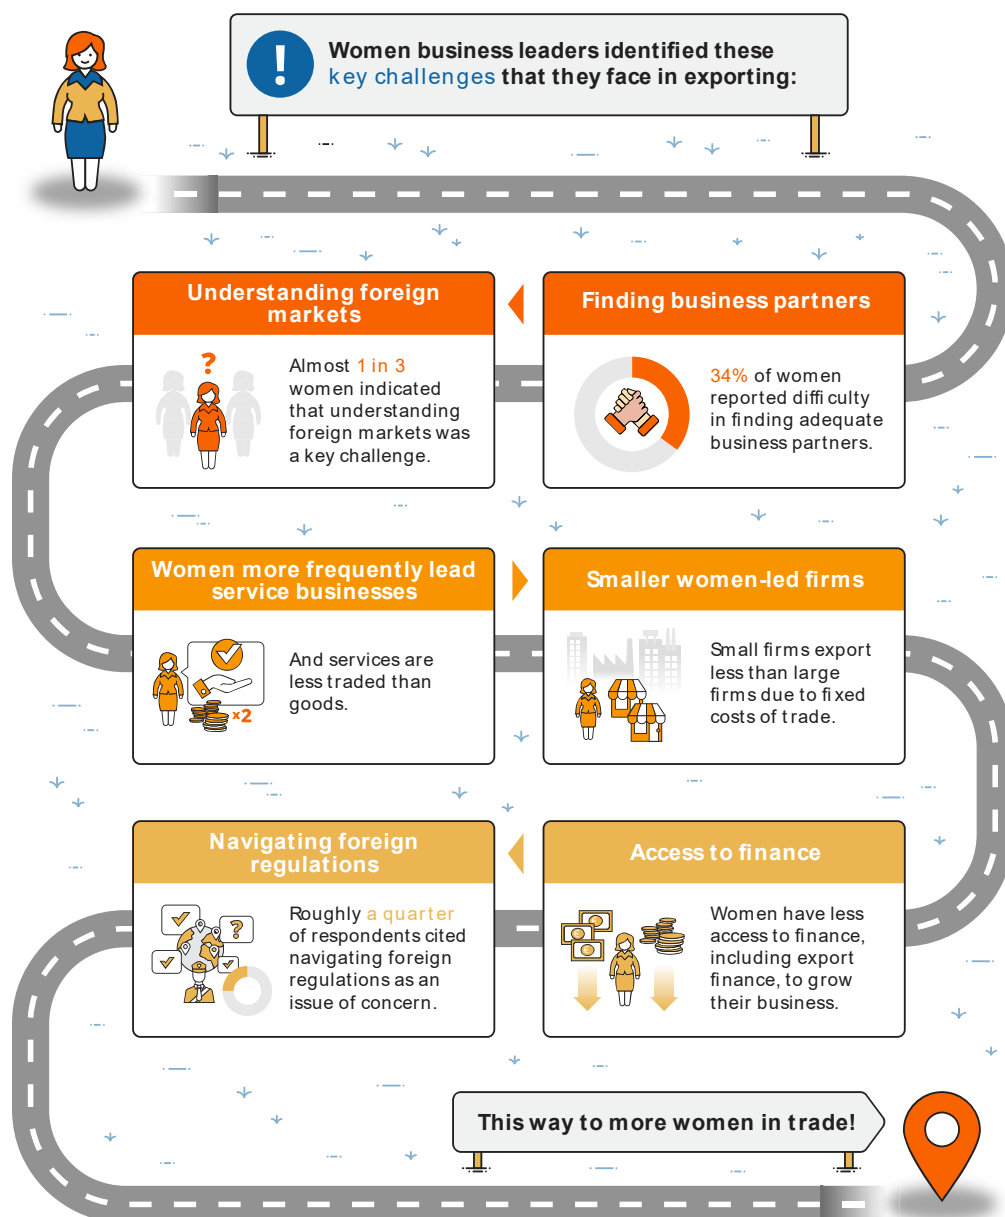 !
Women business leaders identified these
key challenges that they face in exporting:
Finding business partners
34% of women
reported difficulty
in finding adequate
business partners.
Understanding foreign
markets
?
Almost 1 in 3
women indicated
that understanding
foreign markets was
a key challenge.
Women more frequently lead
service businesses
x2
And services are
less traded than
goods.
Smaller women-led firms
Small firms export
less than large
firms due to fixed
costs of trade.
Access to finance
Women have less
access to finance,
including export
finance, to grow
their business.
Navigating foreign
regulations
?
Roughly a quarter
of respondents cited
navigating foreign
regulations as an
issue of concern.
This way to more women in trade!